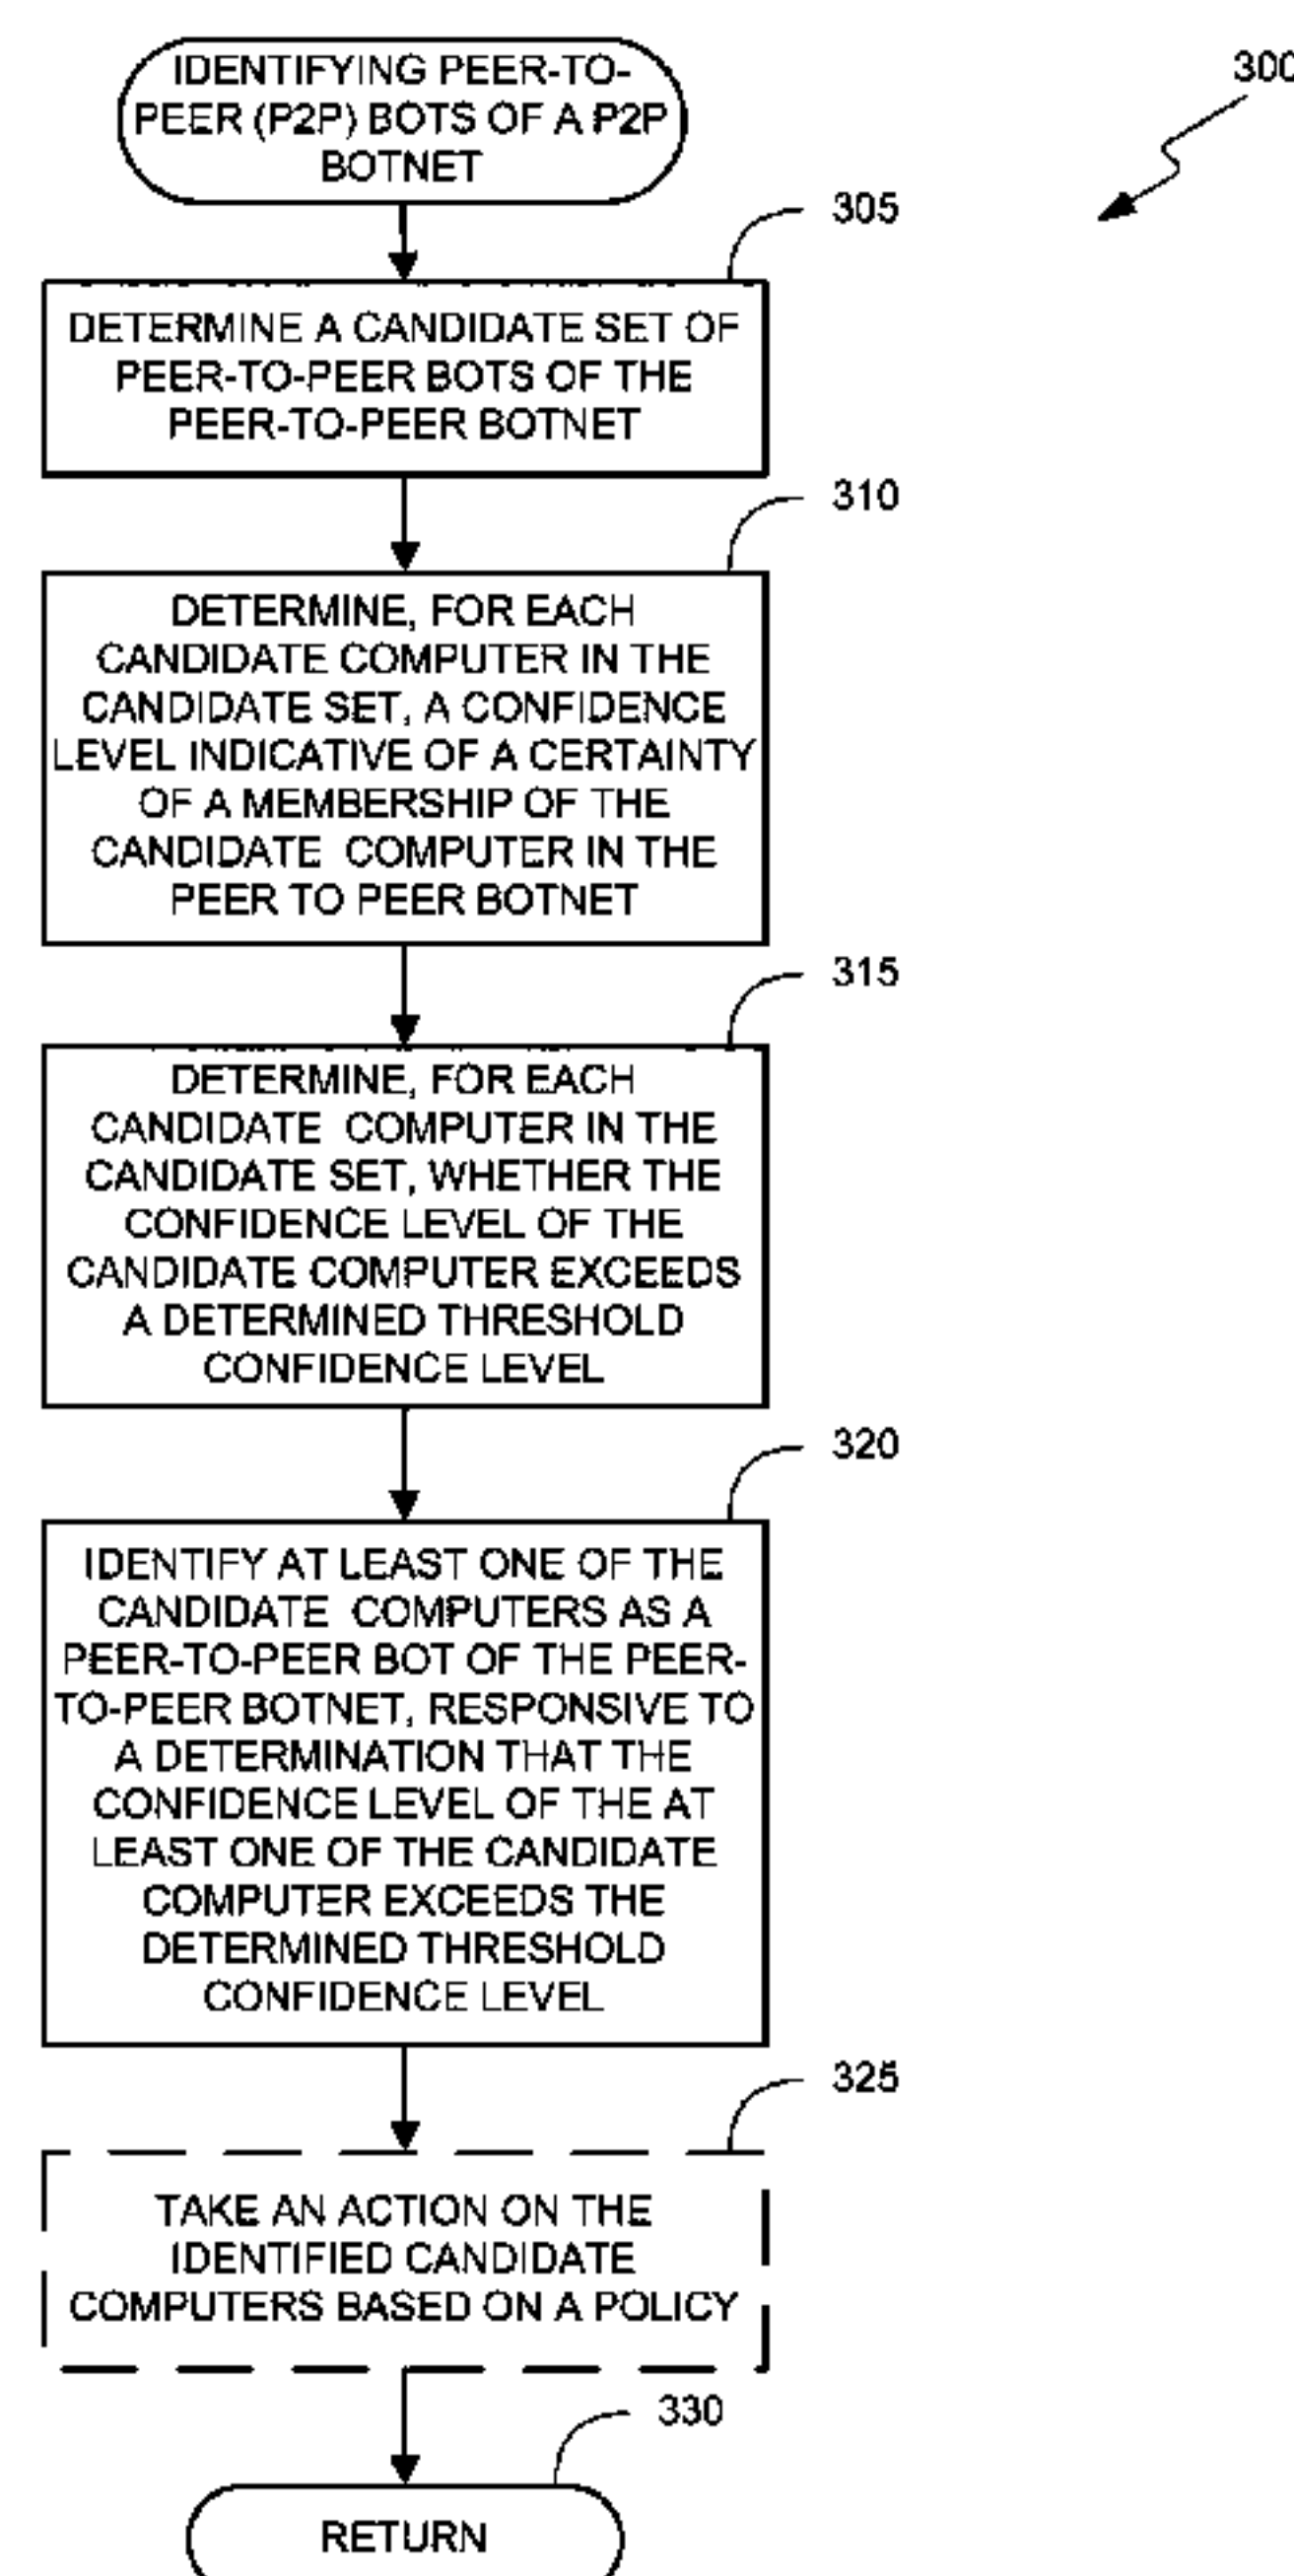 IDENTIFYING PEER-TO-
PEER (P2P) BOTS OF A P2P
BOTNET
300
305
DETERMINE A CANDIDATE SET OF
PEER-TO-PEER BOTS OF THE
PEER-TO-PEER BOTNET
310
DETERMINE, FOR EACH
CANDIDATE COMPUTER IN THE
CANDIDATE SET, A CONFIDENCE
LEVEL INDICATIVE OF A CERTAINTY
OF A MEMBERSHIP OF THE
CANDIDATE COMPUTER IN THE
PEER TO PEER BOTNET
315
DETERMINE, FOR EACH
CANDIDATE COMPUTER IN THE
CANDIDATE SET, WHETHER THE
CONFIDENCE LEVEL OF THE
CANDIDATE COMPUTER EXCEEDS
A DETERMINED THRESHOLD
CONFIDENCE LEVEL
320
IDENTIFY AT LEAST ONE OF THE
CANDIDATE COMPUTERS AS A
PEER-TO-PEER BOT OF THE PEER-
TO-PEER BOTNET, RESPONSIVE TO
A DETERMINATION THAT THE
CONFIDENCE LEVEL OF THE AT
LEAST ONE OF THE CANDIDATE
COMPUTER EXCEEDS THE
DETERMINED THRESHOLD
CONFIDENCE LEVEL
325
TAKE AN ACTION ON THE
IDENTIFIED CANDIDATE
COMPUTERS BASED ON A POLICY
330
RETURN